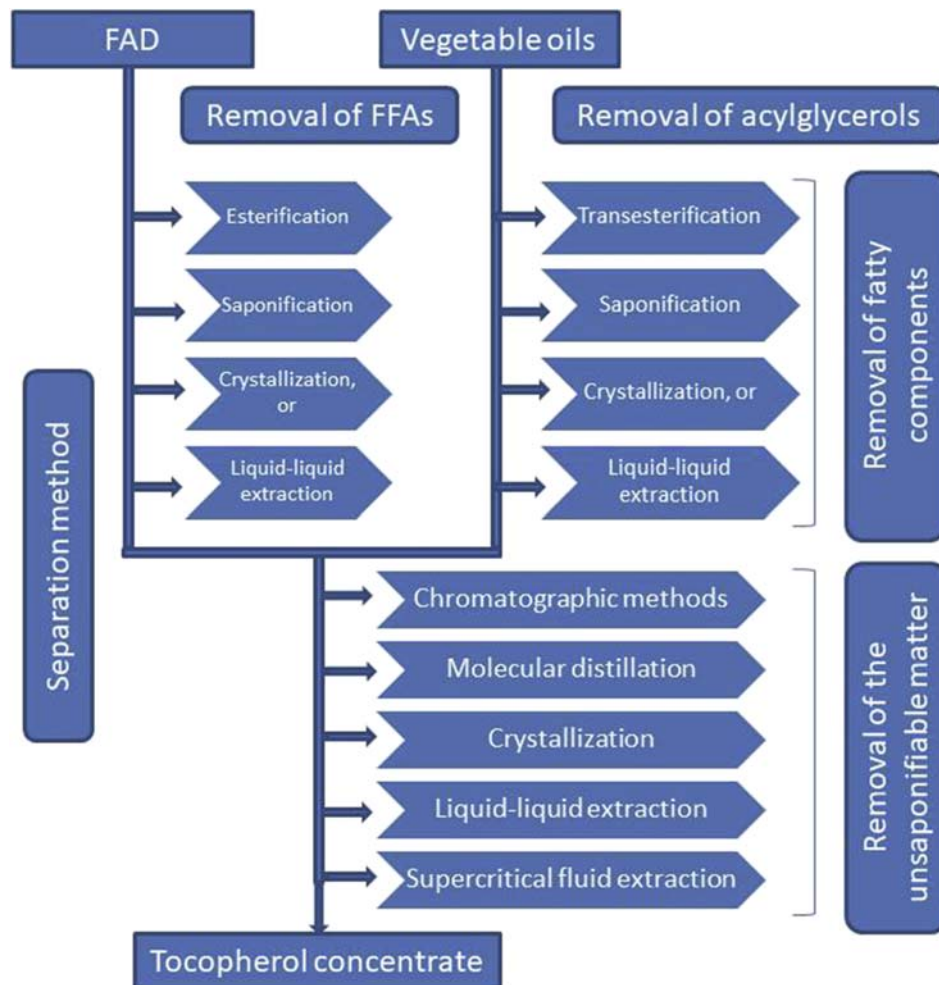 FAD
Vegetable oils
Removal of FFAs
Removal of acylglycerols
Esterification
Saponification
Crystallization,
or
Liquid-liquid
extraction
Transesterification
Saponification
Crystallization, or
Liquid-liquid
extraction
Removal of fatty
components
Separation method
Chromatographic methods
Molecular distillation
Crystallization
Liquid-liquid extraction
Supercritical fluid extraction
Removal of the
unsaponifiable matter
Tocopherol concentrate